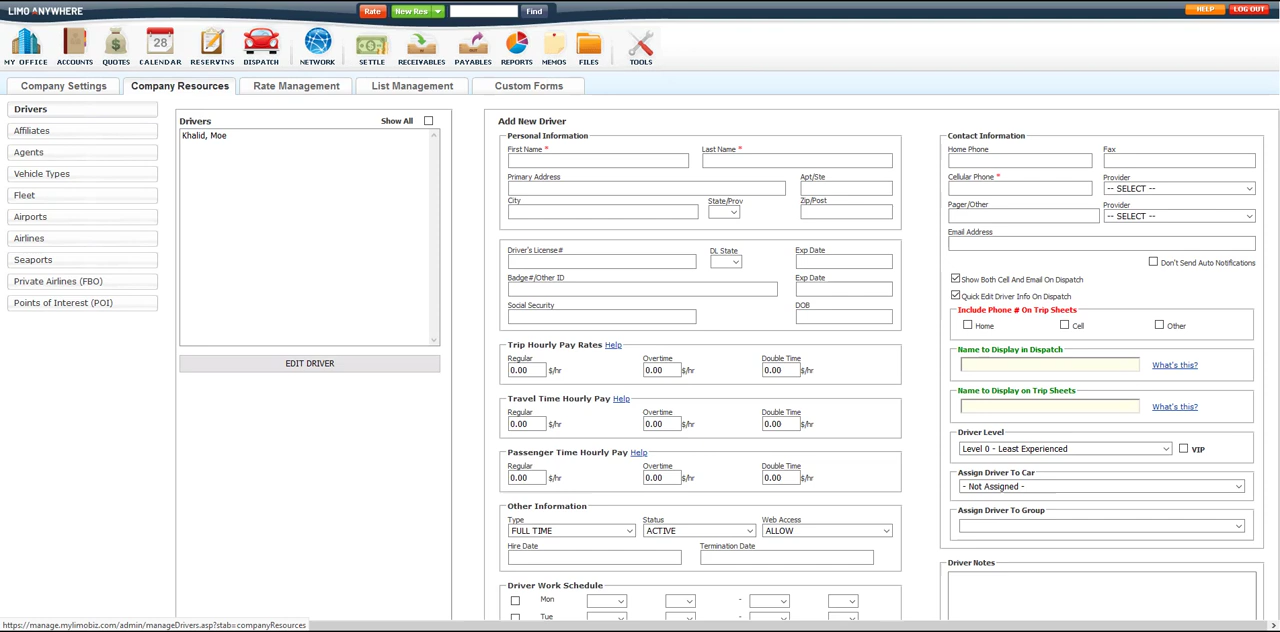 LIMO ANYWHERE
Rate
New Res
Find
HELP
LOG OUT
28
MY OFFICE
ACCOUNTS
QUOTES
CALENDAR
RESERVTNS
DISPATCH
NETWORK
SETTLE
RECEIVABLES
PAYABLES
REPORTS
MEMOS
FILES
TOOLS
Company Settings
Company Resources
Rate Management
List Management
Custom Forms
Drivers
Affiliates
Agents
Vehicle Types
Fleet
Airports
Airlines
Seaports
Private Airlines (FBO)
Points of Interest (POI)
Drivers
Show All
Khalid, Moe
EDIT DRIVER
Add New Driver
Personal Information
First Name *
Last Name *
Primary Address
Apt/Ste
City
State/Prov
Zip/Post
Driver's License#
DL State
Exp Date
Badge#/Other ID
Exp Date
Social Security
DOB
Trip Hourly Pay Rates Help
Regular
Overtime
Double Time
0.00 $/hr
0.00 $/hr
0.00 $/hr
Travel Time Hourly Pay Help
Regular
Overtime
Double Time
0.00 $/hr
0.00 $/hr
0.00 $/hr
Passenger Time Hourly Pay Help
Regular
Overtime
Double Time
0.00 $/hr
0.00 $/hr
0.00 $/hr
Other Information
Type
Status
Web Access
FULL TIME
ACTIVE
ALLOW
Hire Date
Termination Date
Driver Work Schedule
Mon
-
Tue
-
Contact Information
Home Phone
Fax
Cellular Phone *
Provider
-- SELECT --
Pager/Other
Provider
-- SELECT --
Email Address
Don't Send Auto Notifications
Show Both Cell And Email On Dispatch
Quick Edit Driver Info On Dispatch
Include Phone # On Trip Sheets
Home
Cell
Other
Name to Display in Dispatch
What's this?
Name to Display on Trip Sheets
What's this?
Driver Level
Level 0 - Least Experienced
VIP
Assign Driver To Car
- Not Assigned -
Assign Driver To Group
Driver Notes
https://manage.mylimobiz.com/admin/manageDrivers.asp?stab=companyResources